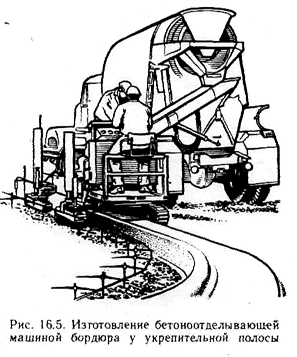 Рис. 16.5. Изготовление бетоноотделывающей
машиной бордюра у укрепительной полосы